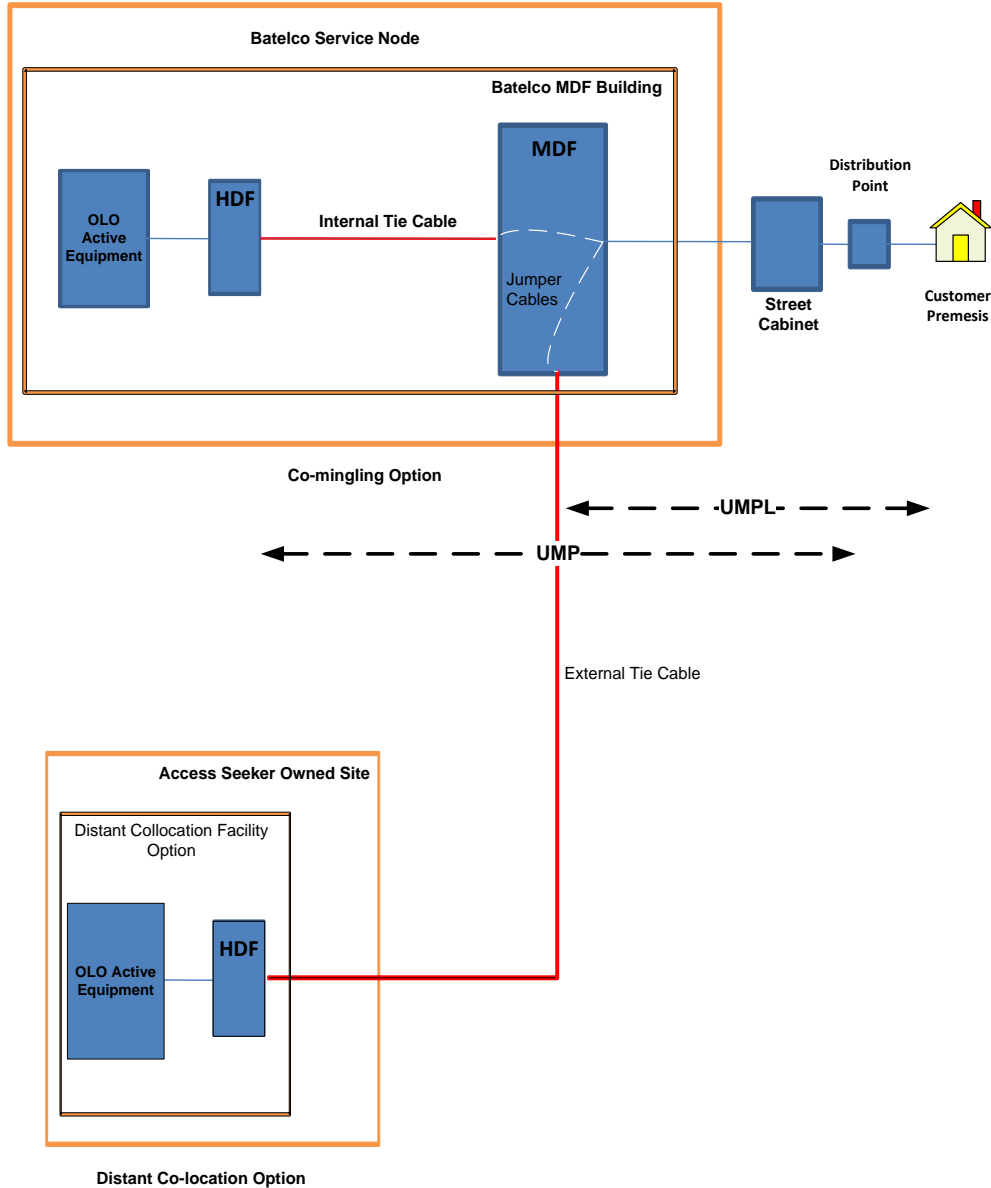 Batelco Service Node
Batelco MDF Building
MDF
HDF
OLO
Active
Equipment
Internal Tie Cable
Jumper
Cables
Distribution
Point
Street
Cabinet
Customer
Premesis
Co-mingling Option
UMPL
UMP
External Tie Cable
Access Seeker Owned Site
Distant Collocation Facility
Option
HDF
OLO Active
Equipment
Distant Co-location Option